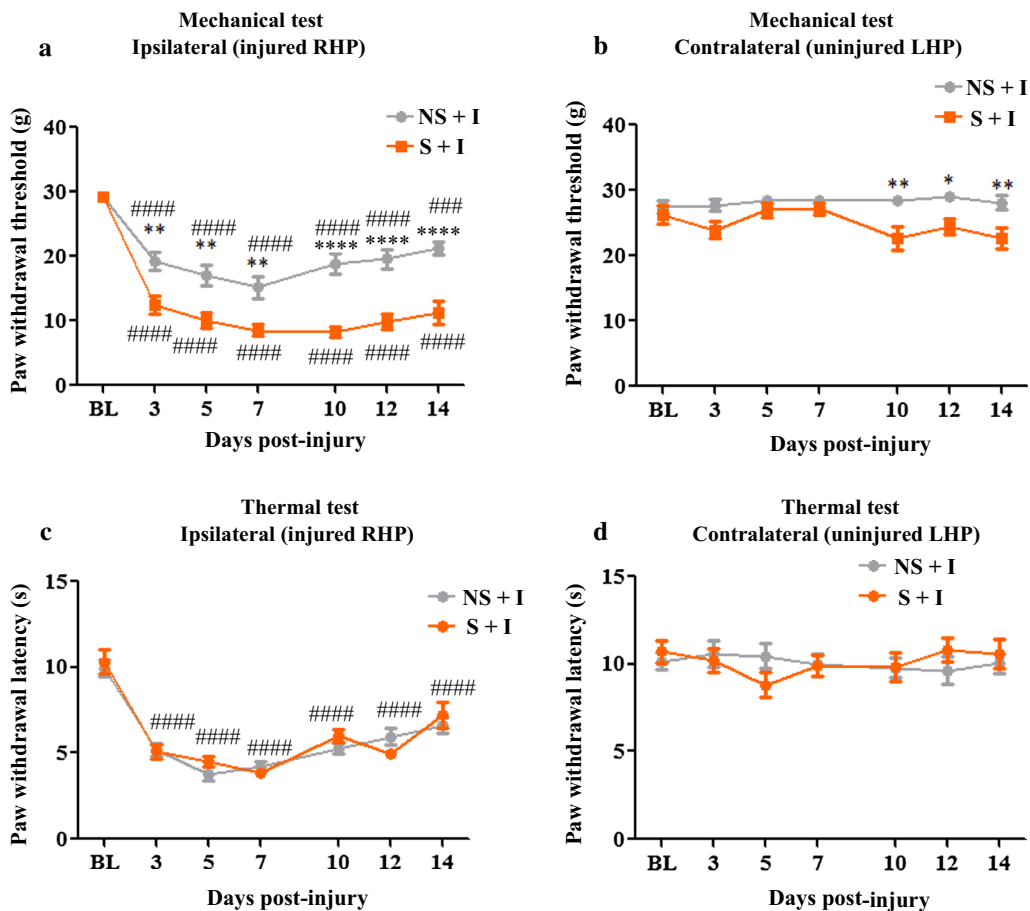 Mechanical test
a Ipsilateral (injured RHP)
NS + I
S + I
Paw withdrawal threshold (g)
40
30
20
10
0
####
**
####
**
####
**
####
****
####
****
###
****
####
####
####
####
####
####
BL 3 5 7 10 12 14
Days post-injury
Mechanical test
b Contralateral (uninjured LHP)
NS + I
S + I
Paw withdrawal threshold (g)
40
30
20
10
0
** * **
BL 3 5 7 10 12 14
Days post-injury
Thermal test
Ipsilateral (injured RHP)
c
NS + I
S + I
Paw withdrawal latency (s)
15
10
5
0
#### #### #### #### #### ####
BL 3 5 7 10 12 14
Days post-injury
Thermal test
Contralateral (uninjured LHP)
d
NS + I
S + I
Paw withdrawal latency (s)
15
10
5
0
BL 3 5 7 10 12 14
Days post-injury